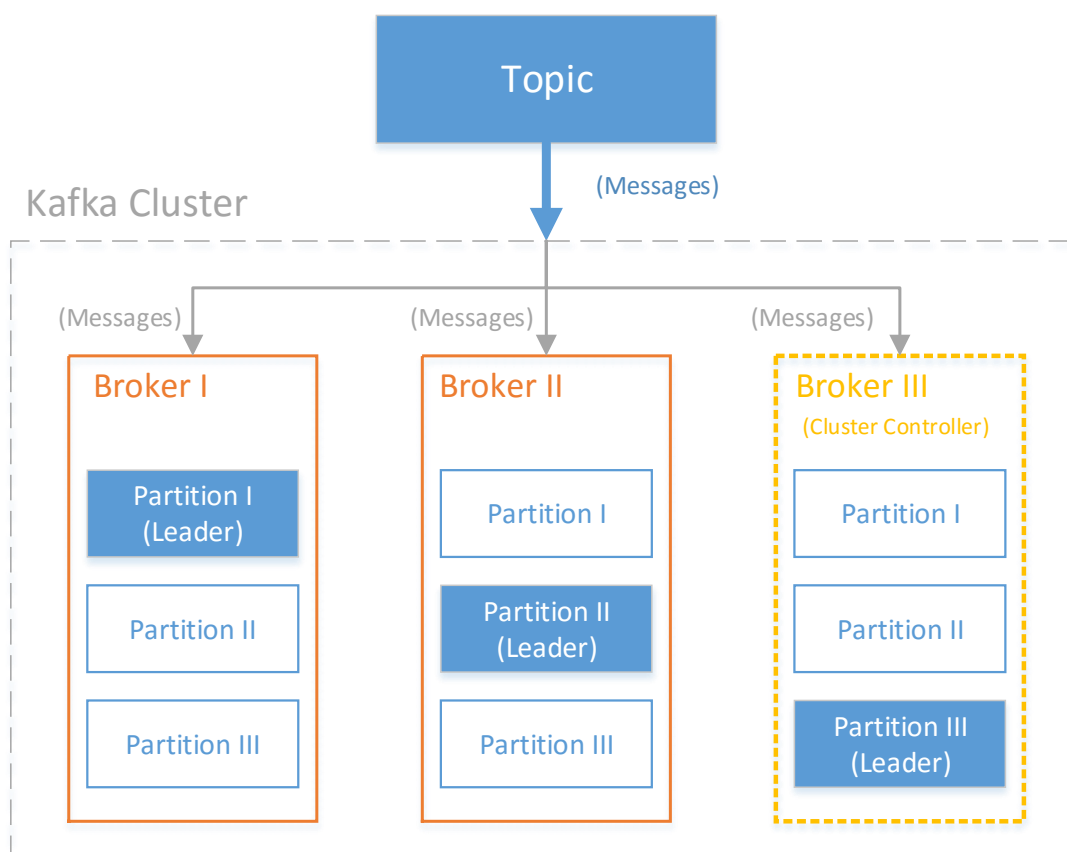 Topic
(Messages)
Kafka Cluster
(Messages)
(Messages)
(Messages)
Broker I
Partition I
(Leader)
Partition II
Partition III
Broker II
Partition I
Partition II
(Leader)
Partition III
Broker III
(Cluster Controller)
Partition I
Partition II
Partition III
(Leader)